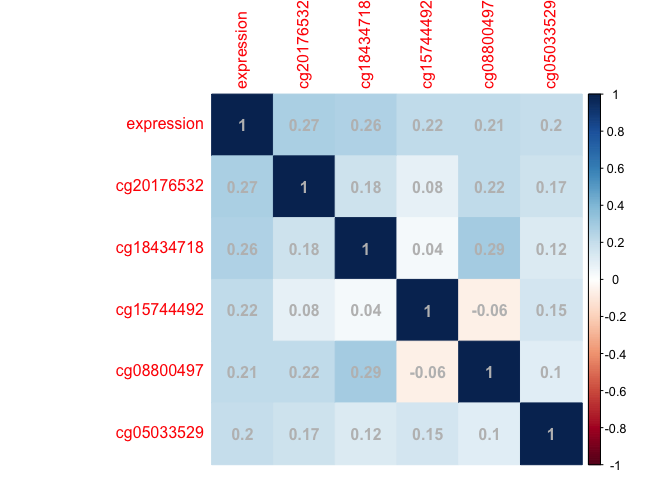 expression cg20176532 cg18434718 cg15744492 cg08800497 cg05033529
expression 1 0.27 0.26 0.22 0.21 0.2
cg20176532 0.27 1 0.18 0.08 0.22 0.17
cg18434718 0.26 0.18 1 0.04 0.29 0.12
cg15744492 0.22 0.08 0.04 1 -0.06 0.15
cg08800497 0.21 0.22 0.29 -0.06 1 0.1
cg05033529 0.2 0.17 0.12 0.15 0.1 1
1
0.8
0.6
0.4
0.2
0
-0.2
-0.4
-0.6
-0.8
-1